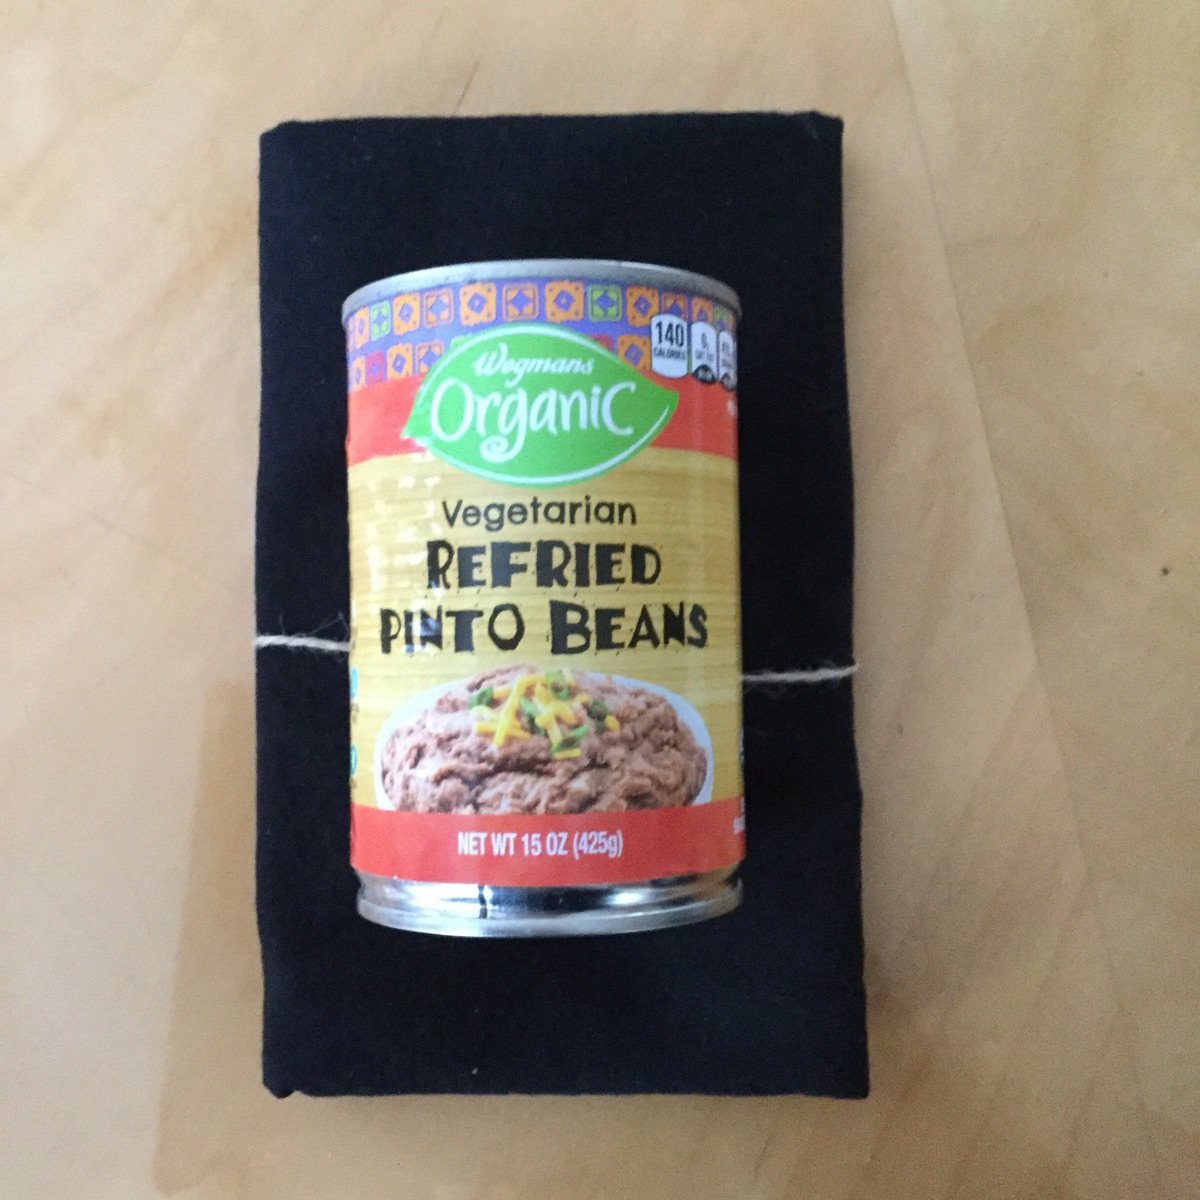 140
CALORIES
Wegmans
Organic
Vegetarian
REFRIED
PINTO BEANS
NET WT 15 OZ (425g)